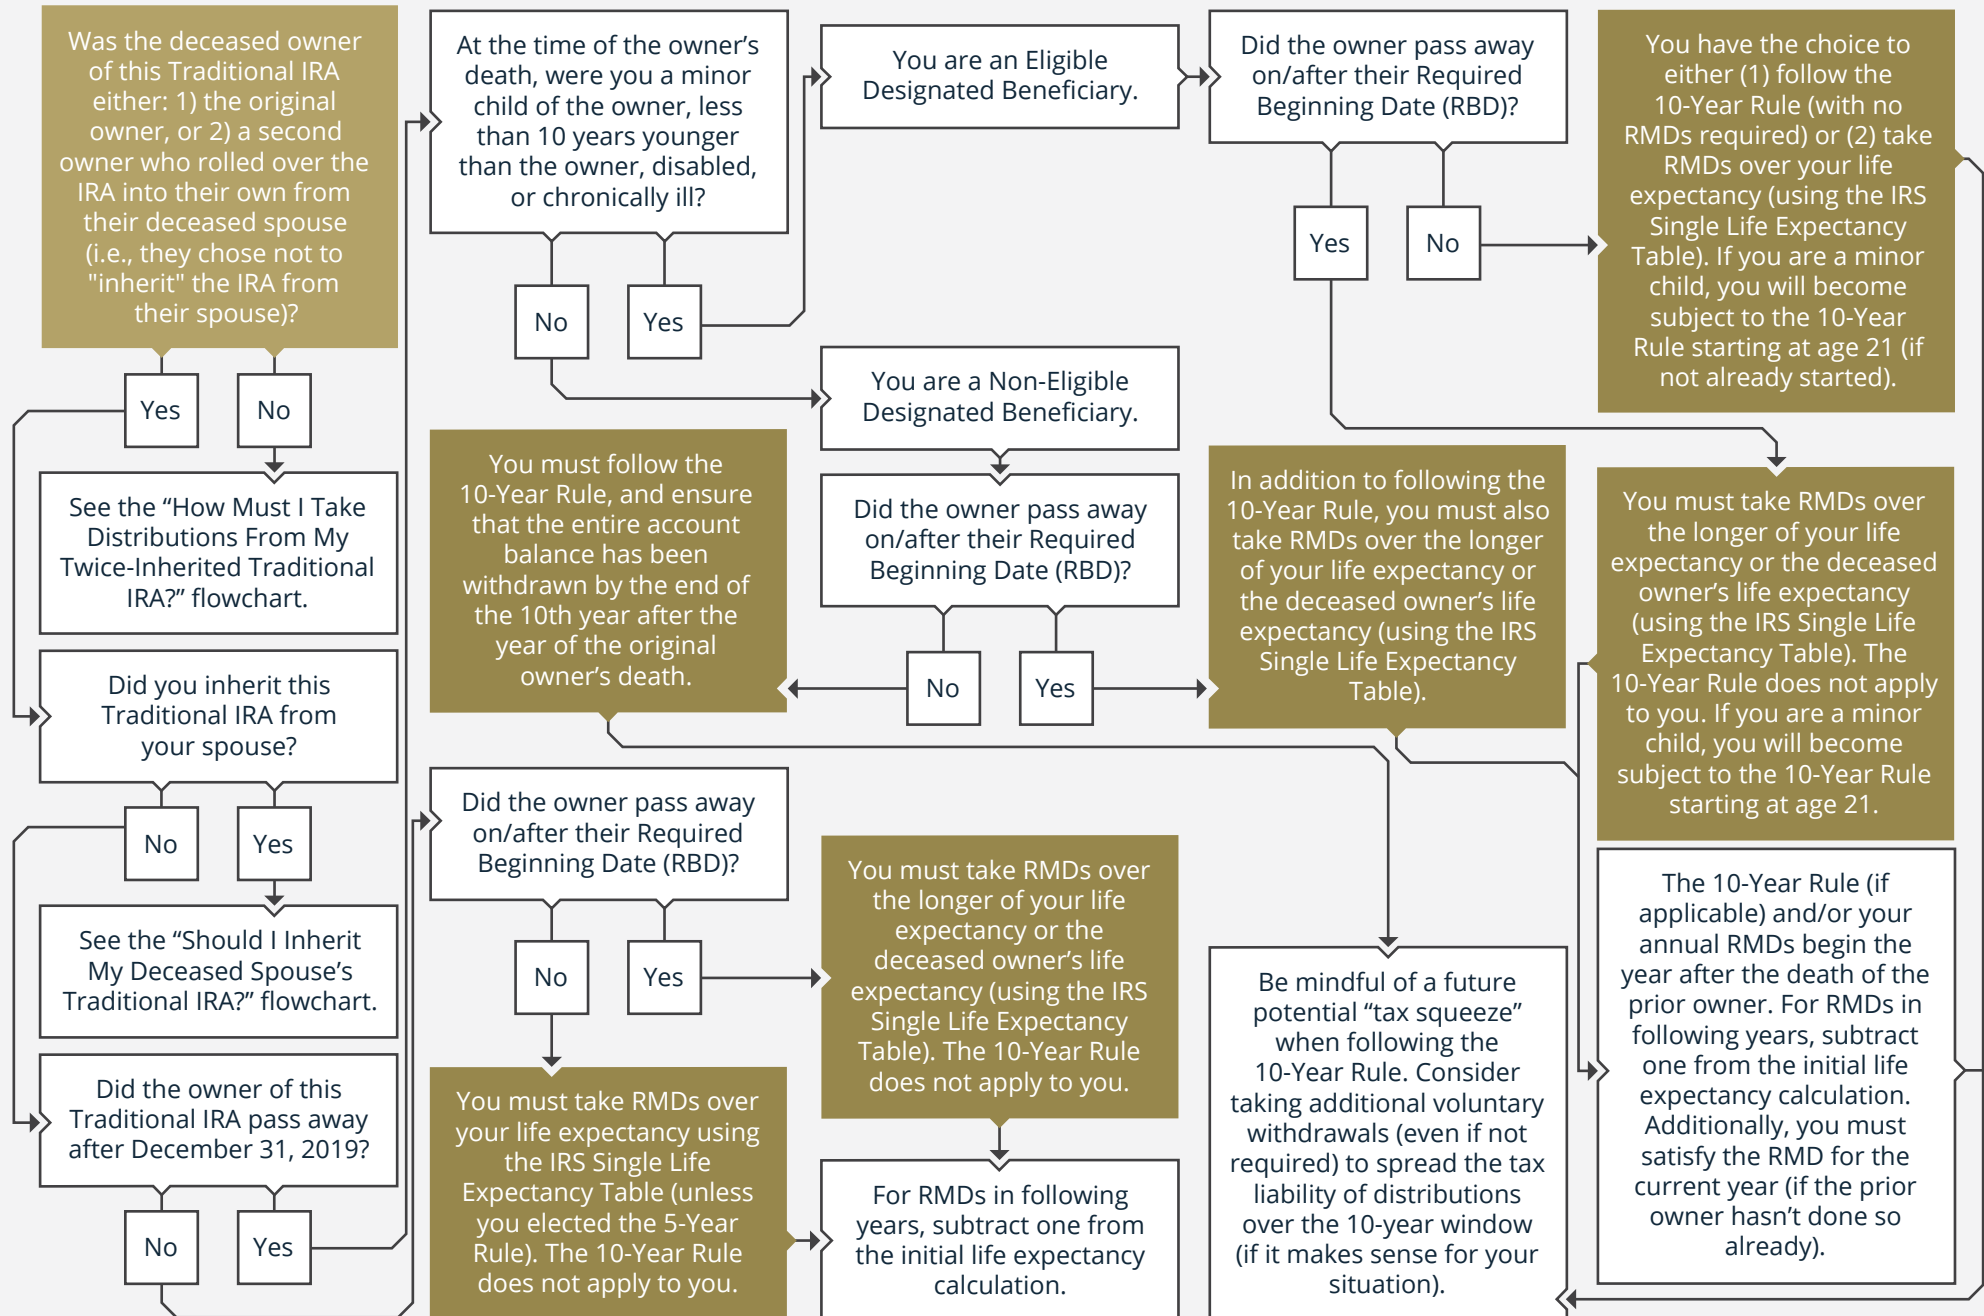 Was the deceased owner
of this Traditional IRA
either: 1) the original
owner, or 2) a second
owner who rolled over the
IRA into their own from
their deceased spouse
(i.e., they chose not to
"inherit" the IRA from
their spouse)?
Yes
No
See the “How Must I Take
Distributions From My
Twice-Inherited Traditional
IRA?” flowchart.
Did you inherit this
Traditional IRA from
your spouse?
No
Yes
See the “Should I Inherit
My Deceased Spouse’s
Traditional IRA?” flowchart.
Did the owner of this
Traditional IRA pass away
after December 31, 2019?
No
Yes
At the time of the owner’s
death, were you a minor
child of the owner, less
than 10 years younger
than the owner, disabled,
or chronically ill?
No
Yes
You are an Eligible
Designated Beneficiary.
Did the owner pass away
on/after their Required
Beginning Date (RBD)?
Yes
No
You have the choice to
either (1) follow the
10-Year Rule (with no
RMDs required) or (2) take
RMDs over your life
expectancy (using the IRS
Single Life Expectancy
Table). If you are a minor
child, you will become
subject to the 10-Year
Rule starting at age 21 (if
not already started).
You are a Non-Eligible
Designated Beneficiary.
Did the owner pass away
on/after their Required
Beginning Date (RBD)?
No
Yes
You must follow the
10-Year Rule, and ensure
that the entire account
balance has been
withdrawn by the end of
the 10th year after the
year of the original
owner’s death.
In addition to following the
10-Year Rule, you must also
take RMDs over the longer
of your life expectancy or
the deceased owner’s life
expectancy (using the IRS
Single Life Expectancy
Table).
You must take RMDs over
the longer of your life
expectancy or the deceased
owner’s life expectancy
(using the IRS Single Life
Expectancy Table). The
10-Year Rule does not apply
to you. If you are a minor
child, you will become
subject to the 10-Year Rule
starting at age 21.
Did the owner pass away
on/after their Required
Beginning Date (RBD)?
No
Yes
You must take RMDs over
the longer of your life
expectancy or the
deceased owner’s life
expectancy (using the IRS
Single Life Expectancy
Table). The 10-Year Rule
does not apply to you.
You must take RMDs over
your life expectancy using
the IRS Single Life
Expectancy Table (unless
you elected the 5-Year
Rule). The 10-Year Rule
does not apply to you.
For RMDs in following
years, subtract one from
the initial life expectancy
calculation.
Be mindful of a future
potential “tax squeeze”
when following the
10-Year Rule. Consider
taking additional voluntary
withdrawals (even if not
required) to spread the tax
liability of distributions
over the 10-year window
(if it makes sense for your
situation).
The 10-Year Rule (if
applicable) and/or your
annual RMDs begin the
year after the death of the
prior owner. For RMDs in
following years, subtract
one from the initial life
expectancy calculation.
Additionally, you must
satisfy the RMD for the
current year (if the prior
owner hasn’t done so
already).